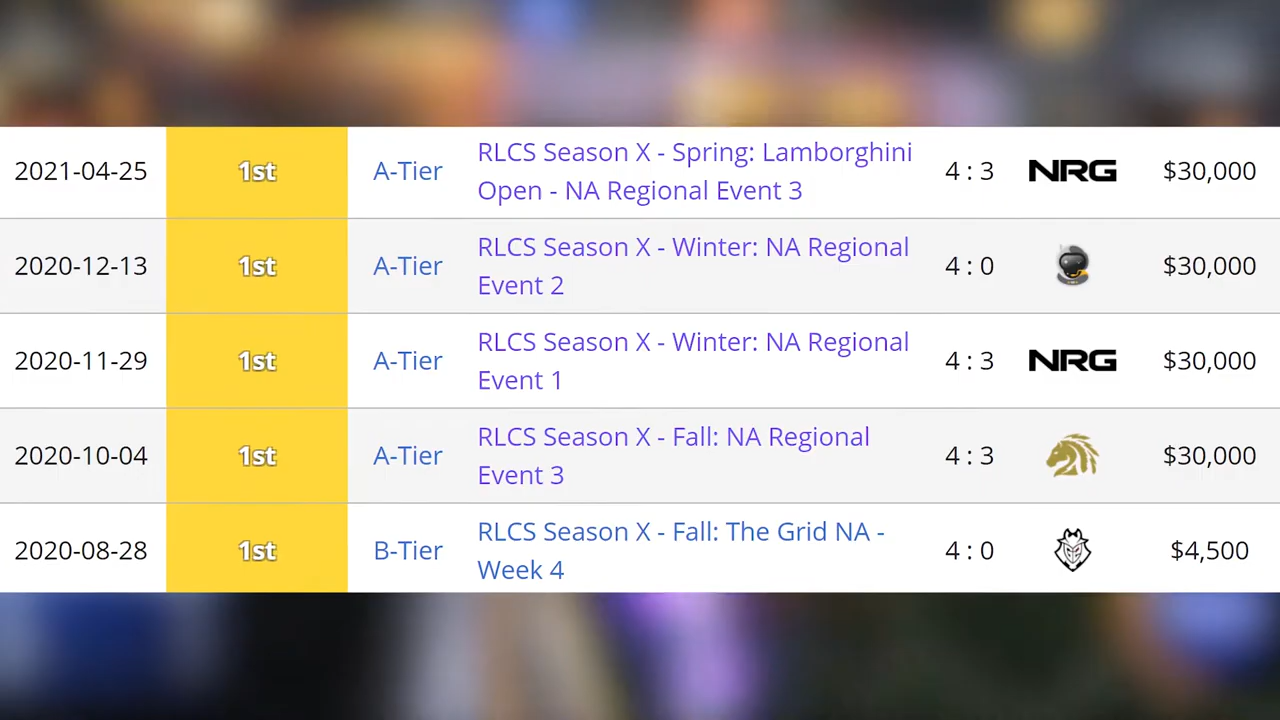 2021-04-25 1st A-Tier RLCS Season X - Spring: Lamborghini
Open - NA Regional Event 3 4 : 3 NRG $30,000
2020-12-13 1st A-Tier RLCS Season X - Winter: NA Regional
Event 2 4 : 0 $30,000
2020-11-29 1st A-Tier RLCS Season X - Winter: NA Regional
Event 1 4 : 3 NRG $30,000
2020-10-04 1st A-Tier RLCS Season X - Fall: NA Regional
Event 3 4 : 3 $30,000
2020-08-28 1st B-Tier RLCS Season X - Fall: The Grid NA -
Week 4 4 : 0 $4,500